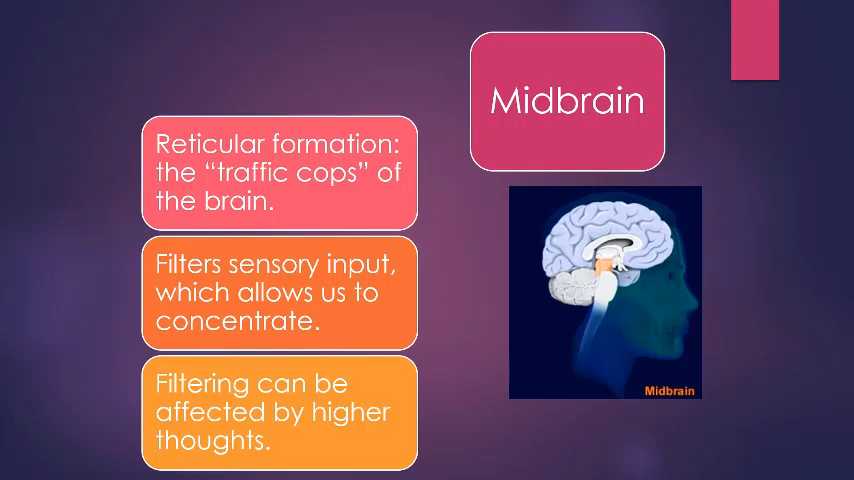 Midbrain
Reticular formation:
the “traffic cops” of
the brain.
Filters sensory input,
which allows us to
concentrate.
Filtering can be
affected by higher
thoughts.
Midbrain